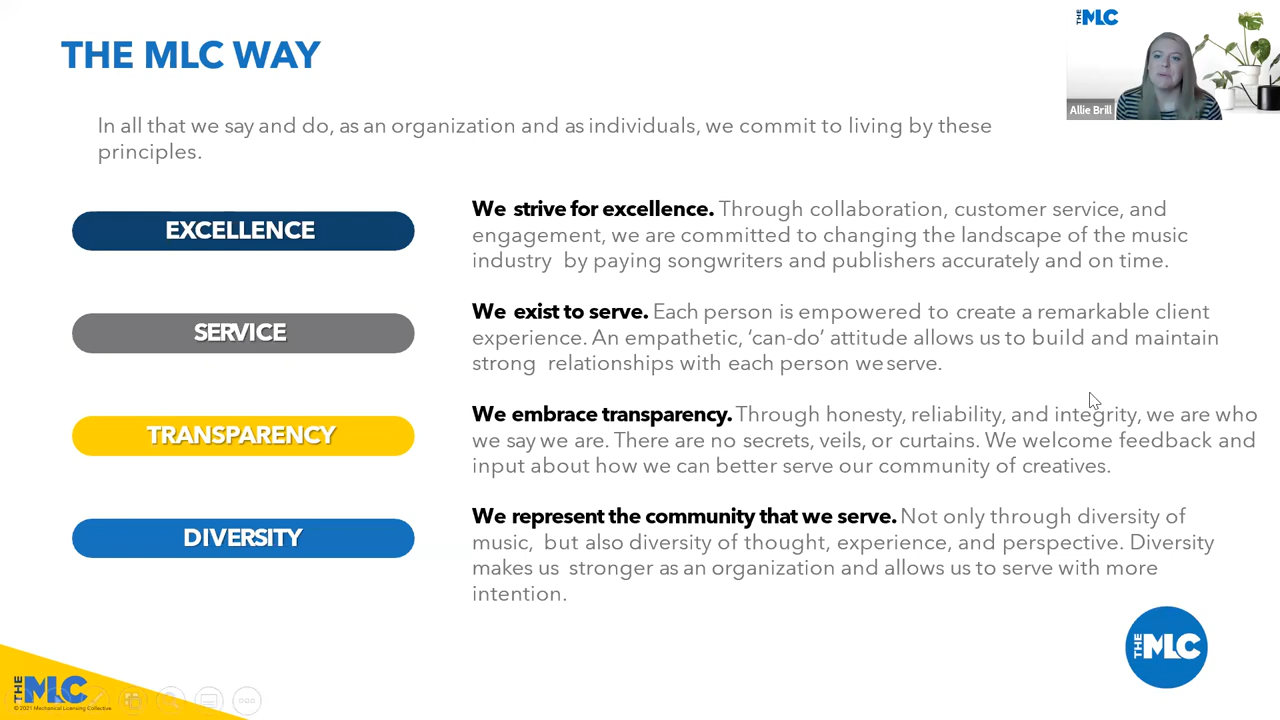 THE MLC WAY
THE MLC
Allie Brill
In all that we say and do, as an organization and as individuals, we commit to living by these
principles.
EXCELLENCE
We strive for excellence. Through collaboration, customer service, and
engagement, we are committed to changing the landscape of the music
industry by paying songwriters and publishers accurately and on time.
SERVICE
We exist to serve. Each person is empowered to create a remarkable client
experience. An empathetic, ‘can-do’ attitude allows us to build and maintain
strong relationships with each person we serve.
TRANSPARENCY
We embrace transparency. Through honesty, reliability, and integrity, we are who
we say we are. There are no secrets, veils, or curtains. We welcome feedback and
input about how we can better serve our community of creatives.
DIVERSITY
We represent the community that we serve. Not only through diversity of
music, but also diversity of thought, experience, and perspective. Diversity
makes us stronger as an organization and allows us to serve with more
intention.
THE MLC
THE MLC
© 2021 Mechanical Licensing Collective